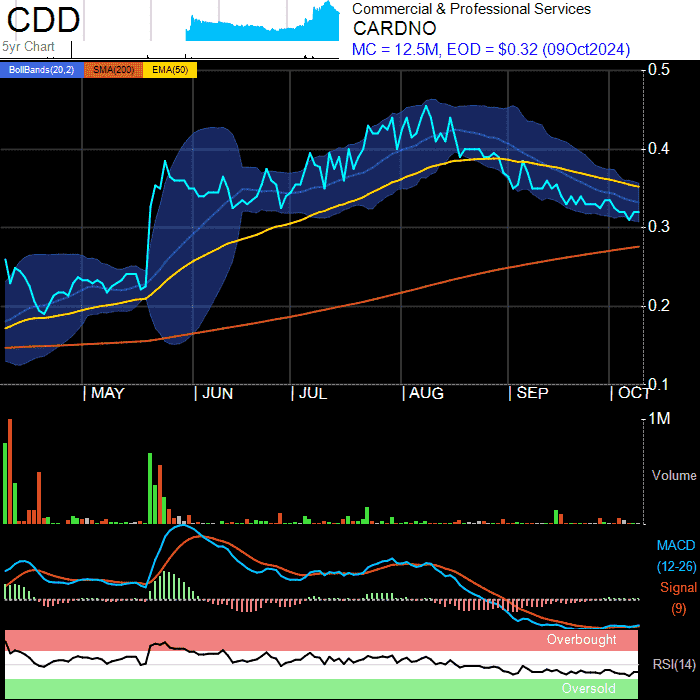 CDD
5yr Chart
Commercial & Professional Services
CARDNO
MC = 12.5M, EOD = $0.32 (09Oct2024)
BollBands(20,2) SMA(200) EMA(50)
0.5
0.4
0.3
0.2
0.1
MAY JUN JUL AUG SEP OCT
1M
Volume
MACD
(12-26)
Signal
(9)
Overbought
RSI(14)
Oversold